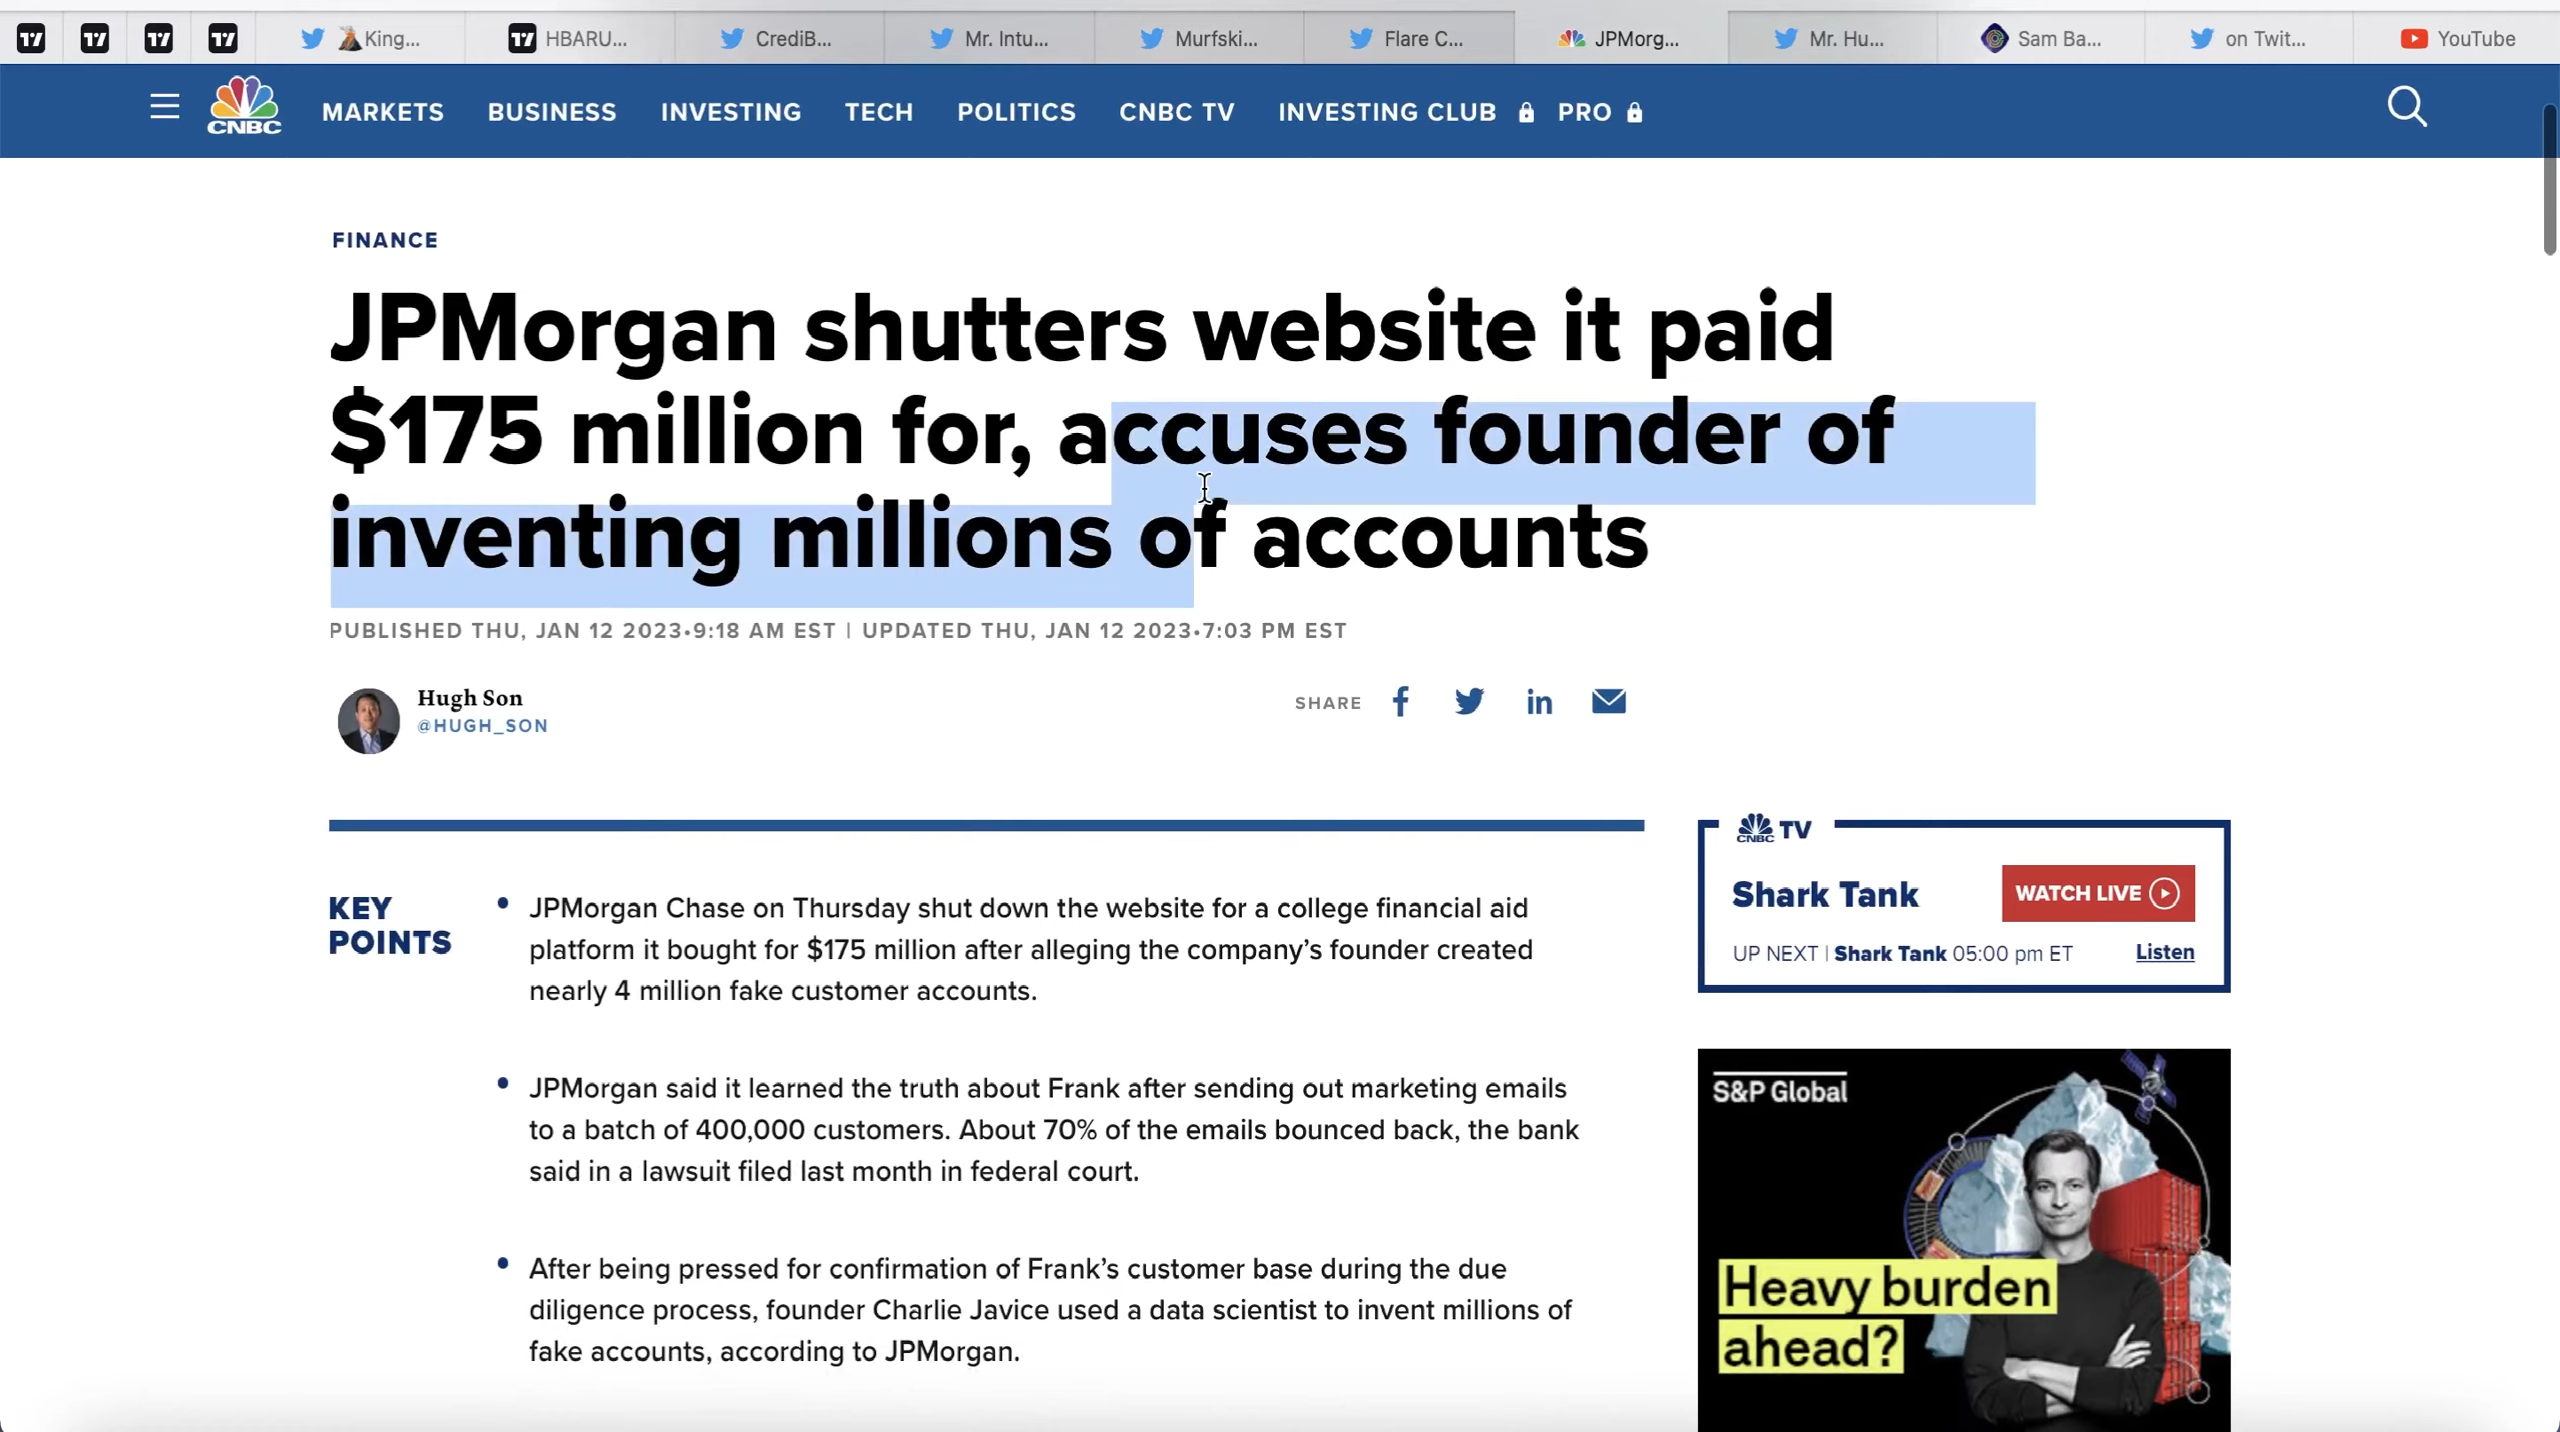 King...
HBARU...
CrediB...
Mr. Intu...
Murfski...
Flare C...
JPMorg...
Mr. Hu...
Sam Ba...
on Twit...
YouTube
CNBC
MARKETS
BUSINESS
INVESTING
TECH
POLITICS
CNBC TV
INVESTING CLUB
PRO
FINANCE
JPMorgan shutters website it paid
$175 million for, accuses founder of
inventing millions of accounts
PUBLISHED THU, JAN 12 2023•9:18 AM EST | UPDATED THU, JAN 12 2023•7:03 PM EST
Hugh Son
@HUGH_SON
SHARE
KEY
POINTS
• JPMorgan Chase on Thursday shut down the website for a college financial aid
platform it bought for $175 million after alleging the company’s founder created
nearly 4 million fake customer accounts.
• JPMorgan said it learned the truth about Frank after sending out marketing emails
to a batch of 400,000 customers. About 70% of the emails bounced back, the bank
said in a lawsuit filed last month in federal court.
• After being pressed for confirmation of Frank’s customer base during the due
diligence process, founder Charlie Javice used a data scientist to invent millions of
fake accounts, according to JPMorgan.
CNBC TV
Shark Tank
WATCH LIVE
UP NEXT | Shark Tank 05:00 pm ET
Listen
S&P Global
Heavy burden
ahead?